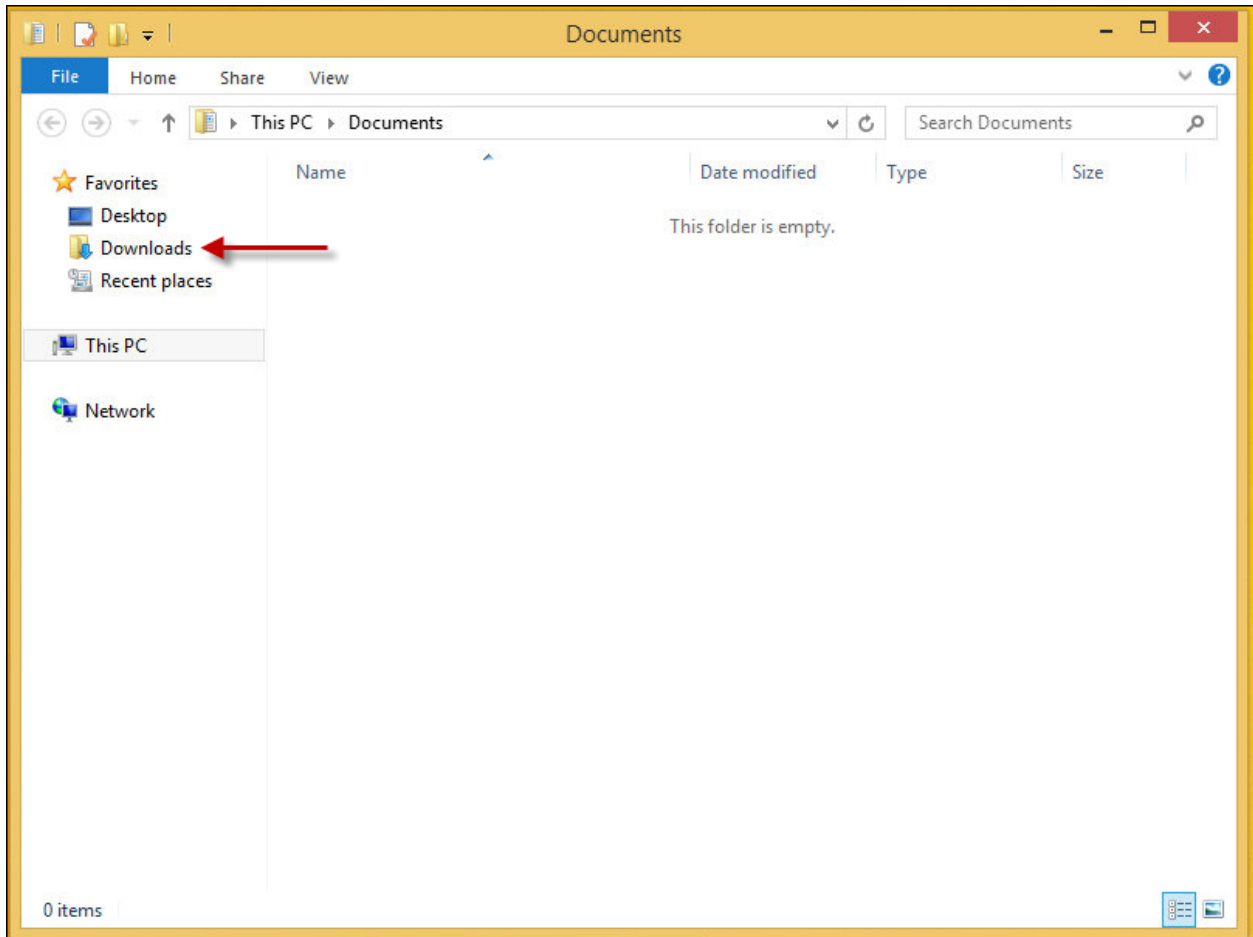 Documents
File Home Share View
This PC Documents Search Documents
Name Date modified Type Size
This folder is empty.
Favorites
Desktop
Downloads
Recent places
This PC
Network
0 items